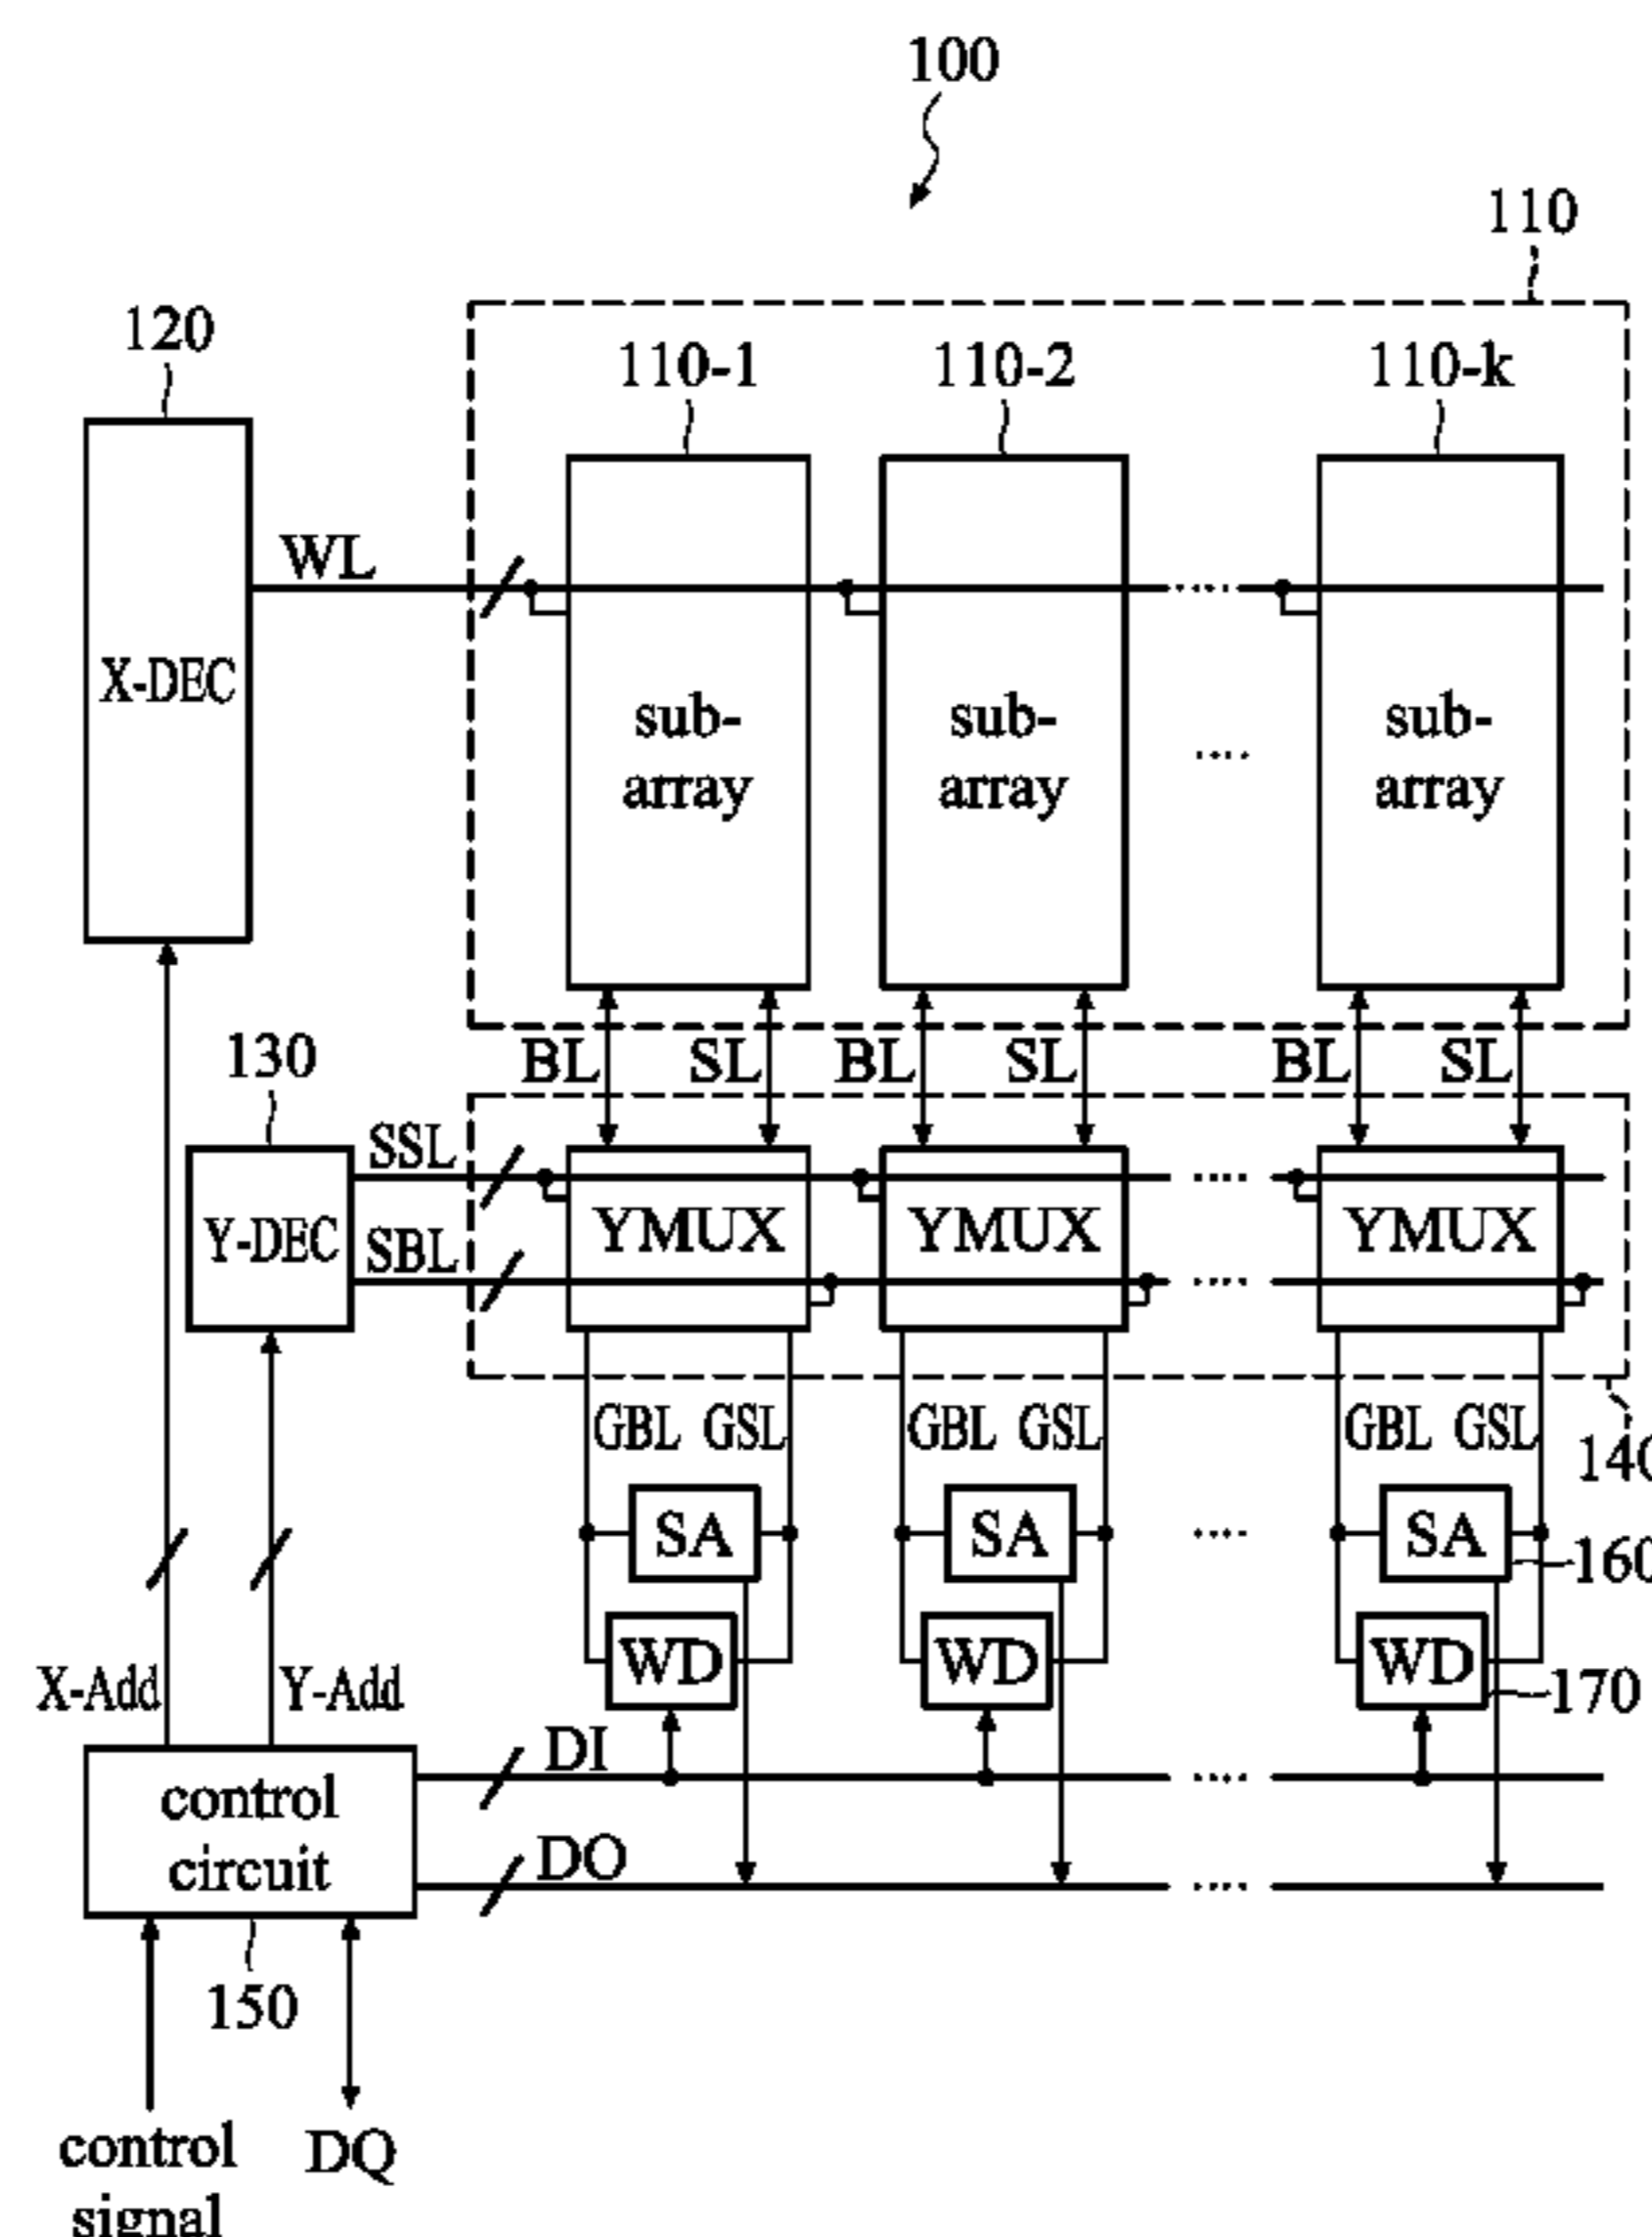 100
110
120
110-1 110-2 110-k
WL
X-DEC
sub-
array
sub-
array
....
sub-
array
BL SL BL SL BL SL
130
SSL
Y-DEC
SBL
YMUX YMUX YMUX
GBL GSL GBL GSL GBL GSL
140
SA SA SA
160
WD WD WD
170
X-Add Y-Add
DI
control
circuit
DO
150
control
signal
DQ